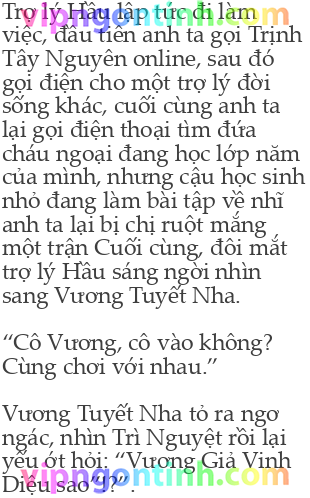 Trợ lý Hầu lập tức đi làm
việc, đầu tiên anh ta gọi Trịnh
Tây Nguyên online, sau đó
gọi điện cho một trợ lý đời
sống khác, cuối cùng anh ta
lại gọi điện thoại tìm đứa
cháu ngoại đang học lớp năm
của mình, nhưng cậu học sinh
nhỏ đang làm bài tập về nhĩ
anh ta lại bị chị ruột mắng
một trận Cuối cùng, đôi mắt
trợ lý Hầu sáng ngời nhìn
sang Vương Tuyết Nha.
“Cô Vương, cô vào không?
Cùng chơi với nhau.”
Vương Tuyết Nha tỏ ra ngơ
ngác, nhìn Trì Nguyệt rồi lại
yếu ớt hỏi: “Vương Giả Vinh
Diệu sao”I?” .
vipngontinh.com
vipngontinh.com